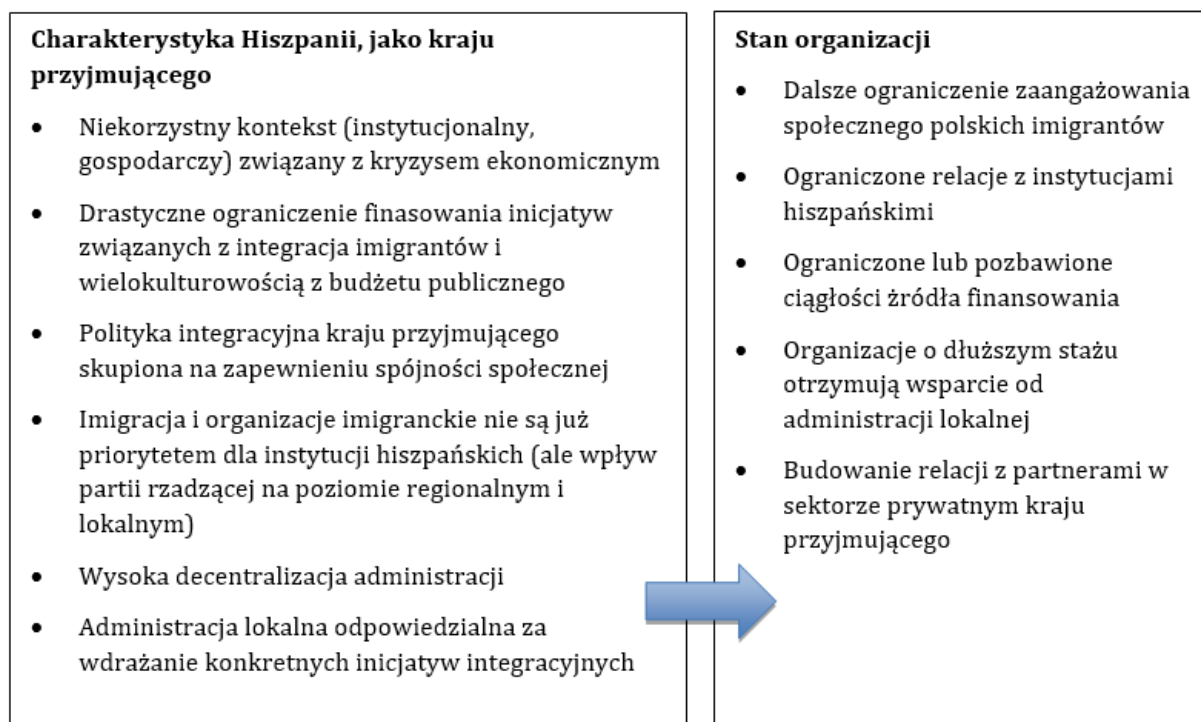 Charakterystyka Hiszpanii, jako kraju
przyjmującego
• Niekorzystny kontekst (instytucjonalny,
gospodarczy) związany z kryzysem ekonomicznym
• Drastyczne ograniczenie finasowania inicjatyw
związanych z integracja imigrantów i
wielokulturowością z budżetu publicznego
• Polityka integracyjna kraju przyjmującego
skupiona na zapewnieniu spójności społecznej
• Imigracja i organizacje imigranckie nie są już
priorytetem dla instytucji hiszpańskich (ale wpływ
partii rzadzącej na poziomie regionalnym i
lokalnym)
• Wysoka decentralizacja administracji
• Administracja lokalna odpowiedzialna za
wdrażanie konkretnych inicjatyw integracyjnych
Stan organizacji
• Dalsze ograniczenie zaangażowania
społecznego polskich imigrantów
• Ograniczone relacje z instytucjami
hiszpańskimi
• Ograniczone lub pozbawione
ciągłości żródła finansowania
• Organizacje o dłuższym stażu
otrzymują wsparcie od
administracji lokalnej
• Budowanie relacji z partnerami w
sektorze prywatnym kraju
przyjmującego